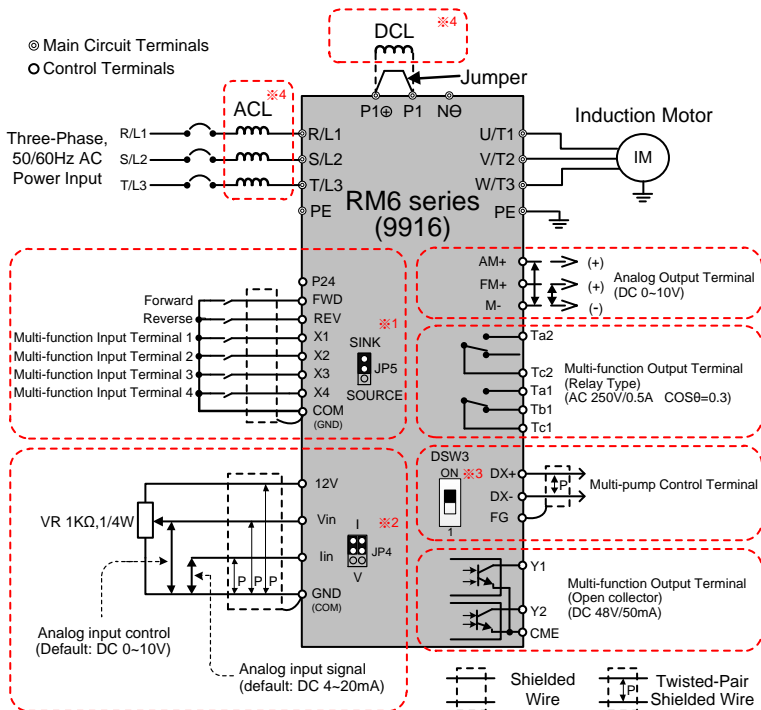 ◎ Main Circuit Terminals
O Control Terminals
※4
DCL
Jumper
※4
ACL
P1⊕ P1 N⊖
Three-Phase,
50/60Hz AC
Power Input
R/L1
S/L2
T/L3
R/L1
S/L2
T/L3
PE
RM6 series
(9916)
U/T1
V/T2
W/T3
PE
Induction Motor
IM
P24
FWD
REV
X1
X2
X3
X4
COM
(GND)
Forward
Reverse
Multi-function Input Terminal 1
Multi-function Input Terminal 2
Multi-function Input Terminal 3
Multi-function Input Terminal 4
※1
SINK
JP5
SOURCE
AM+
FM+
M-
(+)
(+)
(-)
Analog Output Terminal
(DC 0~10V)
Ta2
Tc2
Ta1
Tb1
Tc1
Multi-function Output Terminal
(Relay Type)
(AC 250V/0.5A COSθ=0.3)
DSW3
ON ※3
1
DX+
DX-
FG
P
Multi-pump Control Terminal
12V
Vin
Iin
GND
(COM)
VR 1KΩ,1/4W
P P P
※2
I
JP4
V
Analog input control
(Default: DC 0~10V)
Analog input signal
(default: DC 4~20mA)
Y1
Y2
CME
Multi-function Output Terminal
(Open collector)
(DC 48V/50mA)
Shielded
Wire
P
Twisted-Pair
Shielded Wire